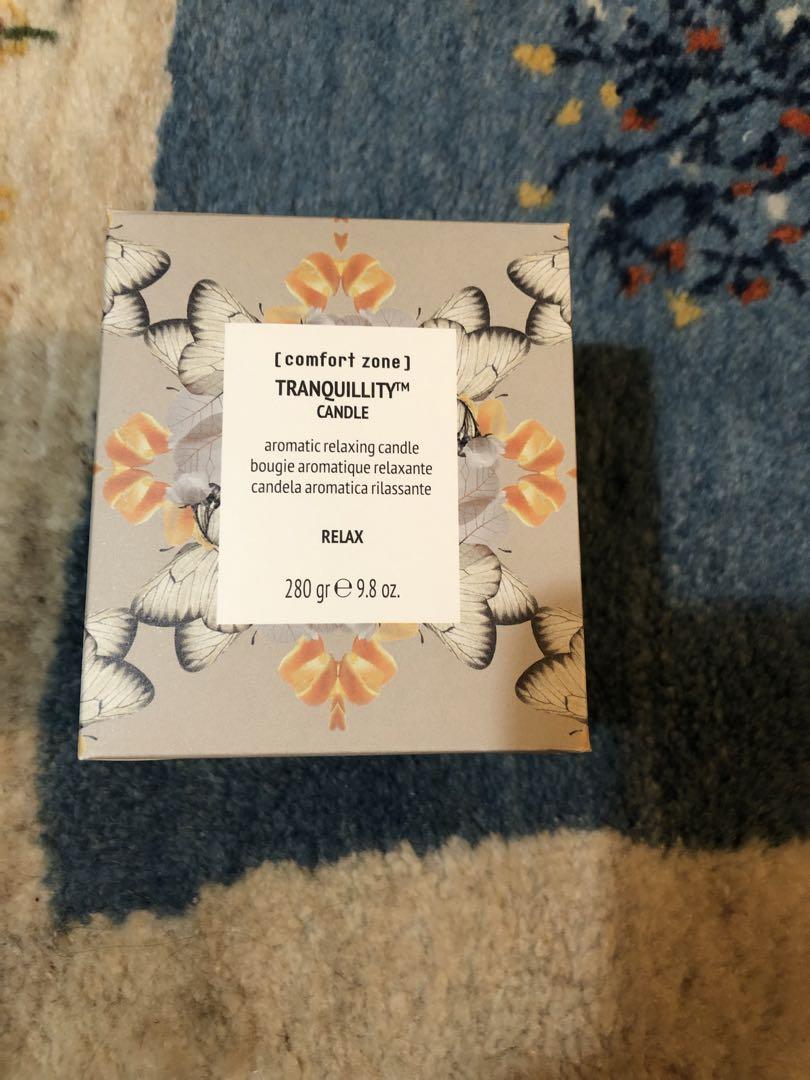 [comfort zone]
TRANQUILLITY™
CANDLE
aromatic relaxing candle
bougie aromatique relaxante
candela aromatica rilassante
RELAX
280 gr ℮ 9.8 oz.